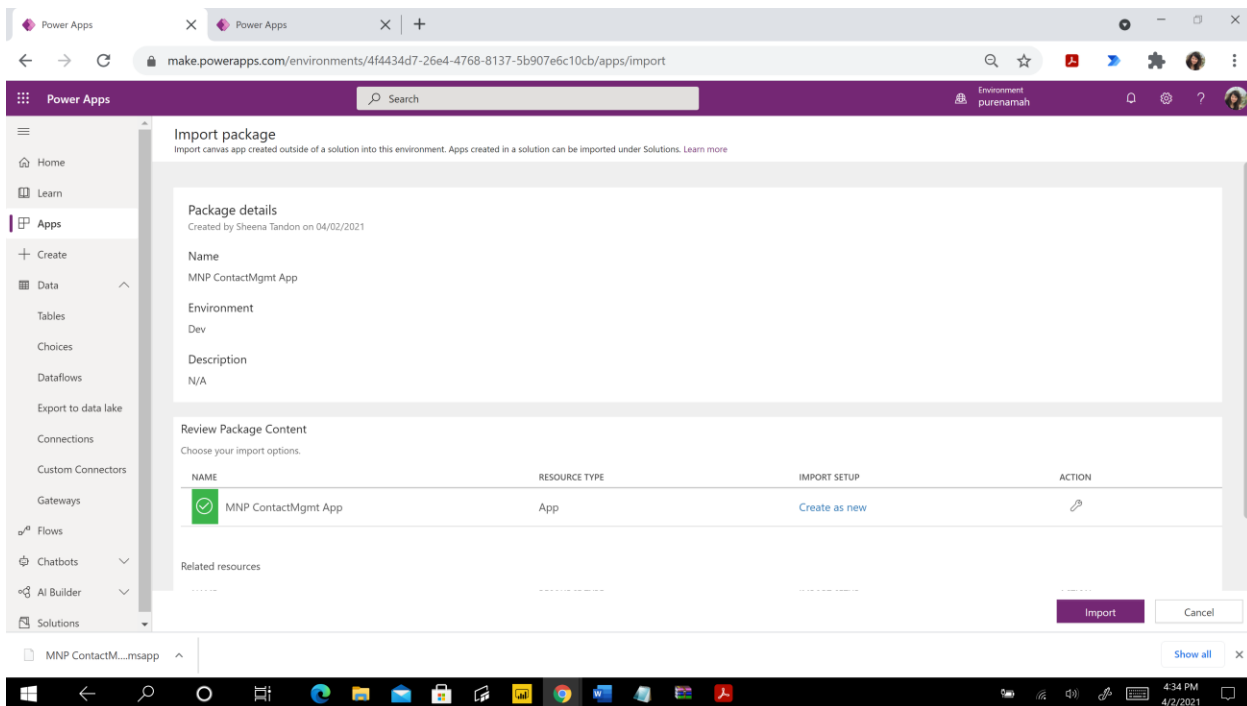 Power Apps
Power Apps
make.powerapps.com/environments/4f4434d7-26e4-4768-8137-5b907e6c10cb/apps/import
Power Apps
Search
Environment
purenamah
?
Import package
Import canvas app created outside of a solution into this environment. Apps created in a solution can be imported under Solutions. Learn more
Home
Learn
Apps
Create
Data
Tables
Choices
Dataflows
Export to data lake
Connections
Custom Connectors
Gateways
Flows
Chatbots
AI Builder
Solutions
Package details
Created by Sheena Tandon on 04/02/2021
Name
MNP ContactMgmt App
Environment
Dev
Description
N/A
Review Package Content
Choose your import options.
NAME RESOURCE TYPE IMPORT SETUP ACTION
MNP ContactMgmt App App Create as new
Related resources
Import Cancel
MNP ContactM....msapp
Show all
4:34 PM
4/2/2021